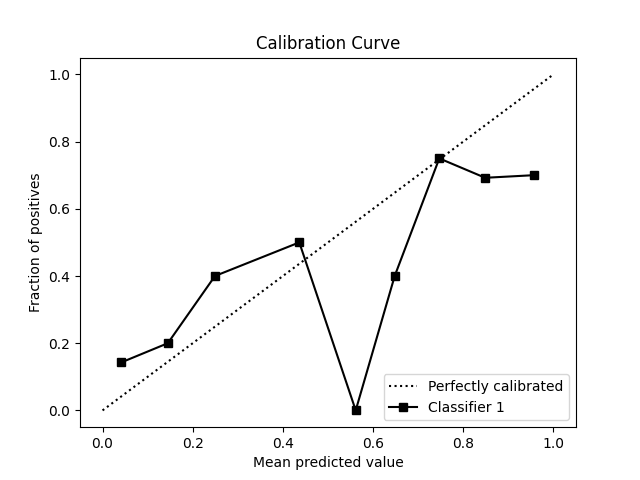 Calibration Curve
1.0
0.8
0.6
0.4
0.2
0.0
Fraction of positives
Perfectly calibrated
Classifier 1
0.0 0.2 0.4 0.6 0.8 1.0
Mean predicted value